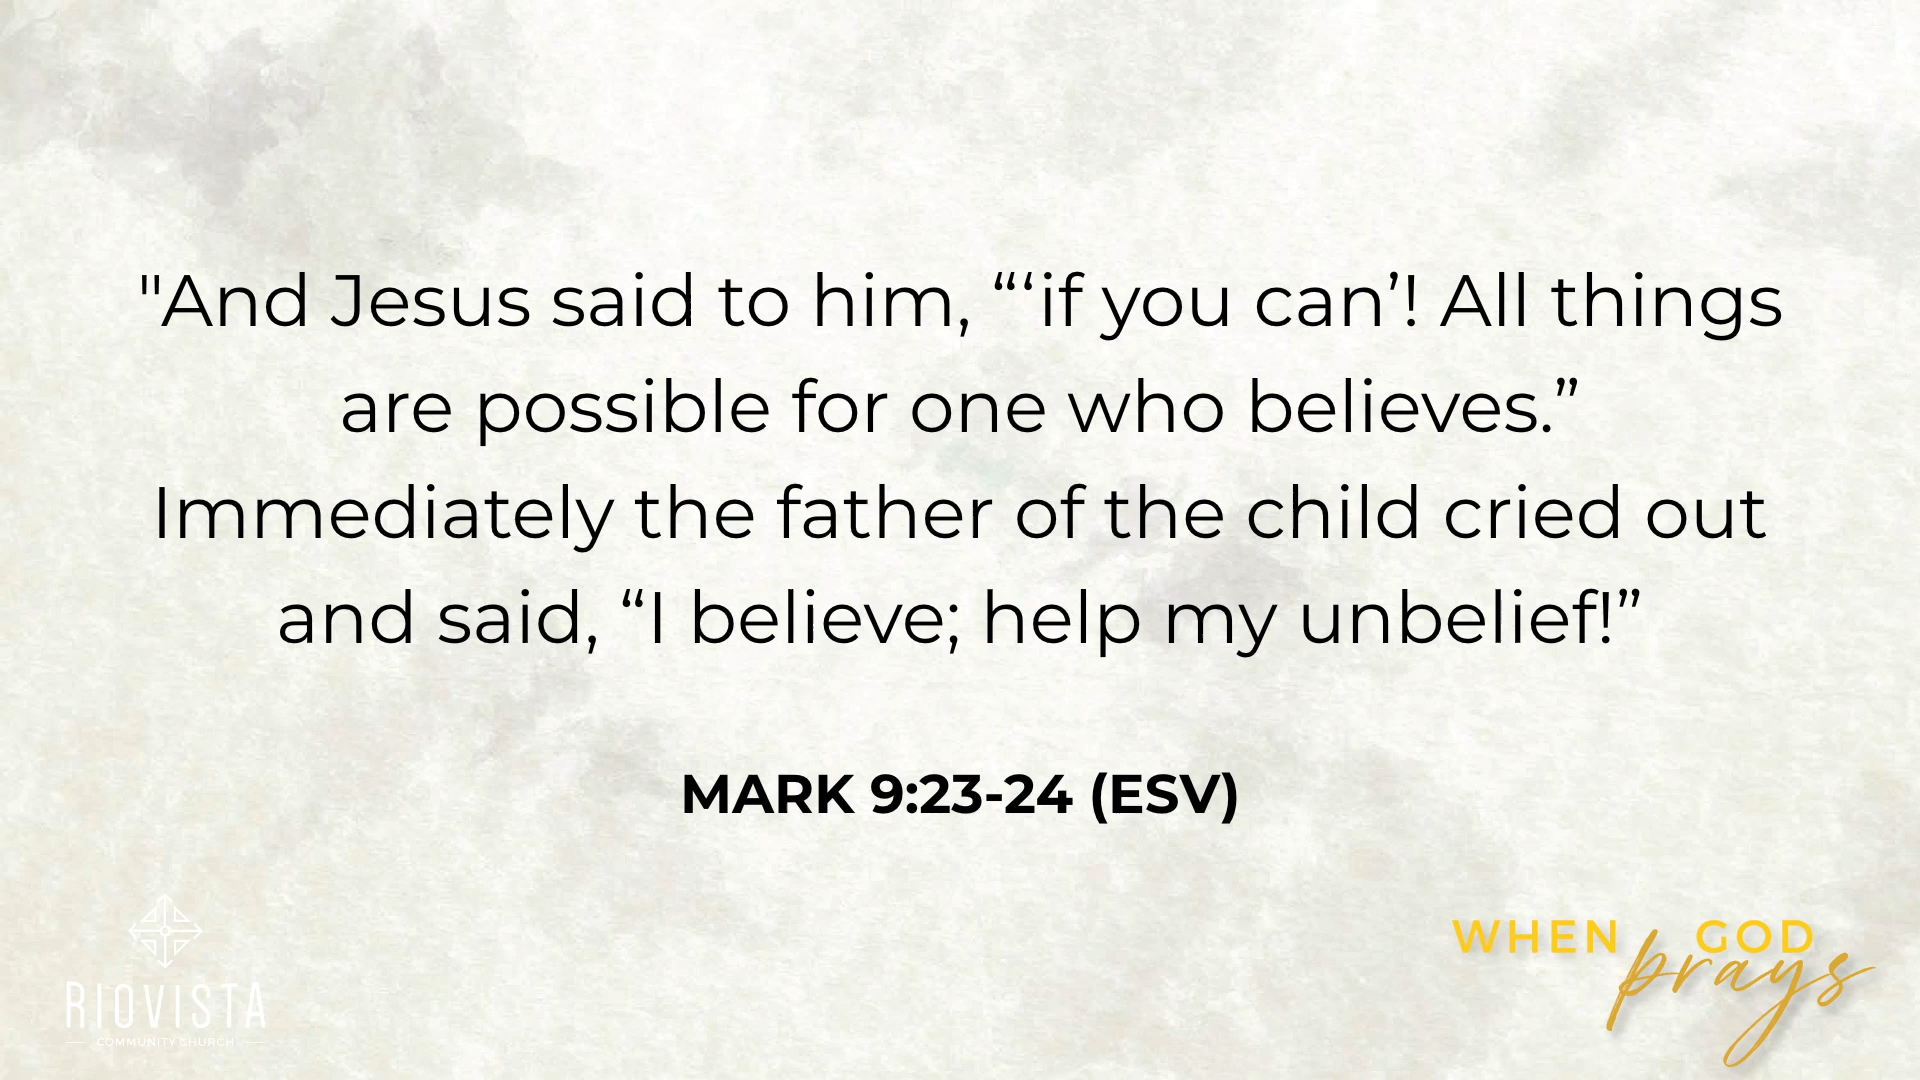 "And Jesus said to him, “‘if you can’! All things
are possible for one who believes.”
Immediately the father of the child cried out
and said, “I believe; help my unbelief!”
MARK 9:23-24 (ESV)
RIOVISTA
COMMUNITY CHURCH
WHEN GOD
prays